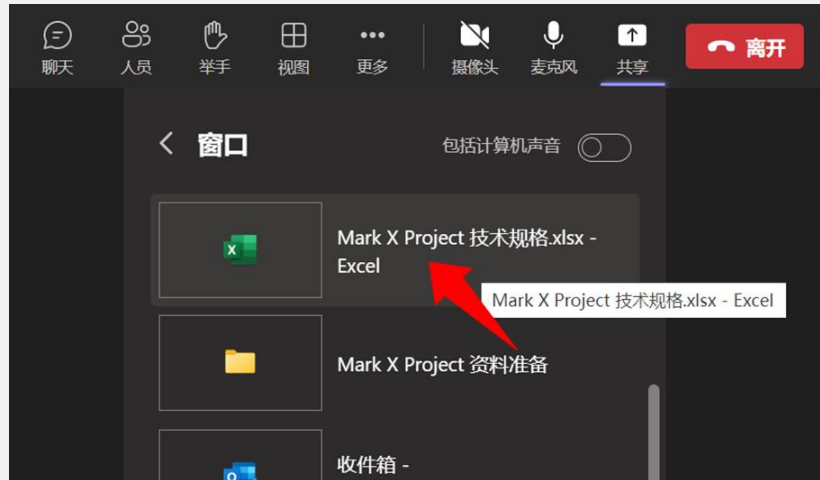 聊天 人员 举手 视图 更多 摄像头 麦克风 共享 离开
窗口 包括计算机声音
Mark X Project 技术规格.xlsx -
Excel
Mark X Project 技术规格.xlsx - Excel
Mark X Project 资料准备
收件箱 -